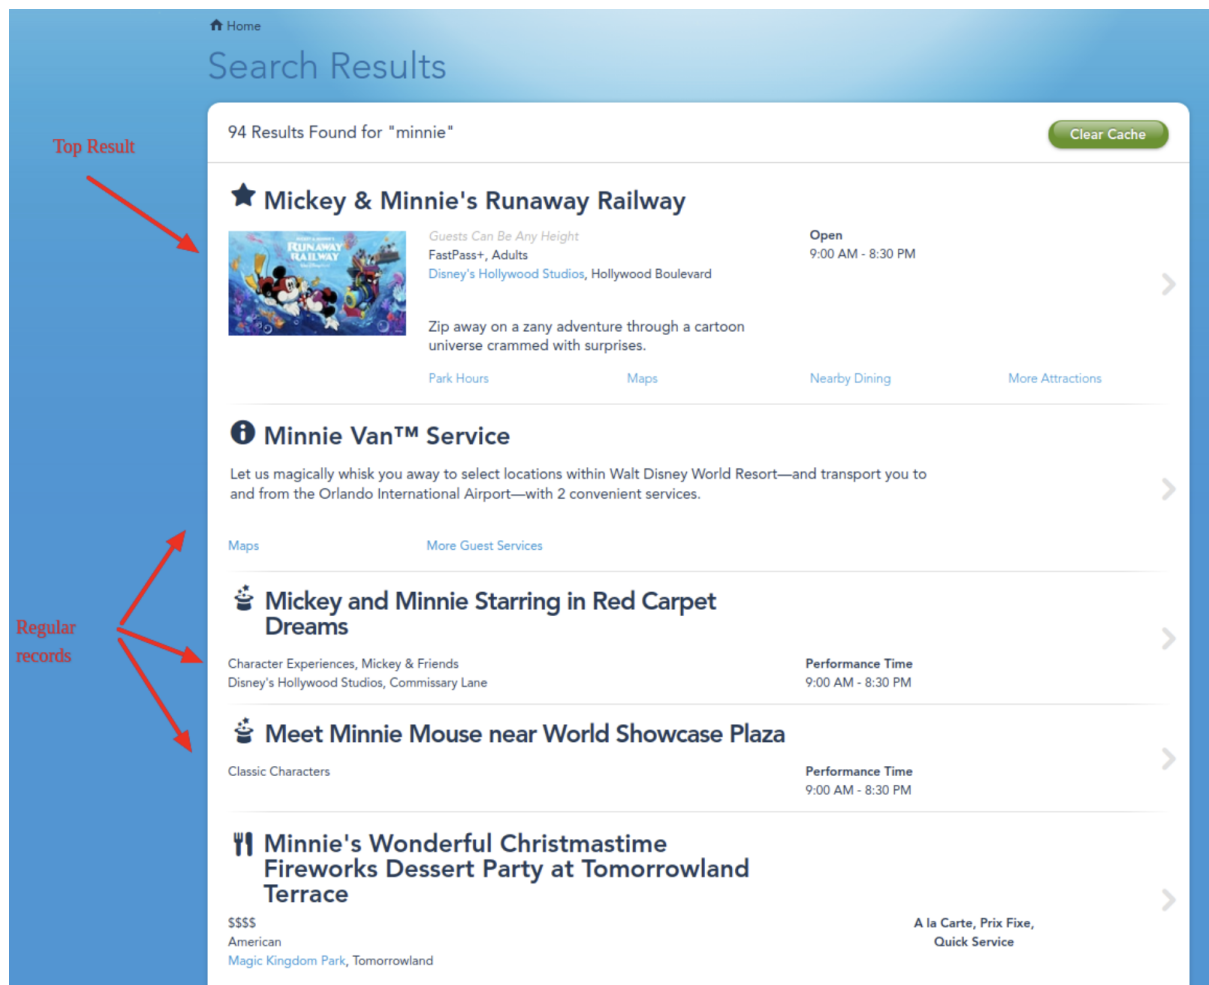 Home
Search Results
94 Results Found for "minnie"
Clear Cache
Top Result
Mickey & Minnie's Runaway Railway
RUNAWAY
RAILWAY
Guests Can Be Any Height
FastPass+, Adults
Disney's Hollywood Studios, Hollywood Boulevard
Open
9:00 AM - 8:30 PM
Zip away on a zany adventure through a cartoon
universe crammed with surprises.
Park Hours
Maps
Nearby Dining
More Attractions
Minnie Van™ Service
Let us magically whisk you away to select locations within Walt Disney World Resort—and transport you to
and from the Orlando International Airport—with 2 convenient services.
Maps
More Guest Services
Regular
records
Mickey and Minnie Starring in Red Carpet
Dreams
Character Experiences, Mickey & Friends
Disney's Hollywood Studios, Commissary Lane
Performance Time
9:00 AM - 8:30 PM
Meet Minnie Mouse near World Showcase Plaza
Classic Characters
Performance Time
9:00 AM - 8:30 PM
Minnie's Wonderful Christmastime
Fireworks Dessert Party at Tomorrowland
Terrace
$$$$
American
Magic Kingdom Park, Tomorrowland
A la Carte, Prix Fixe,
Quick Service